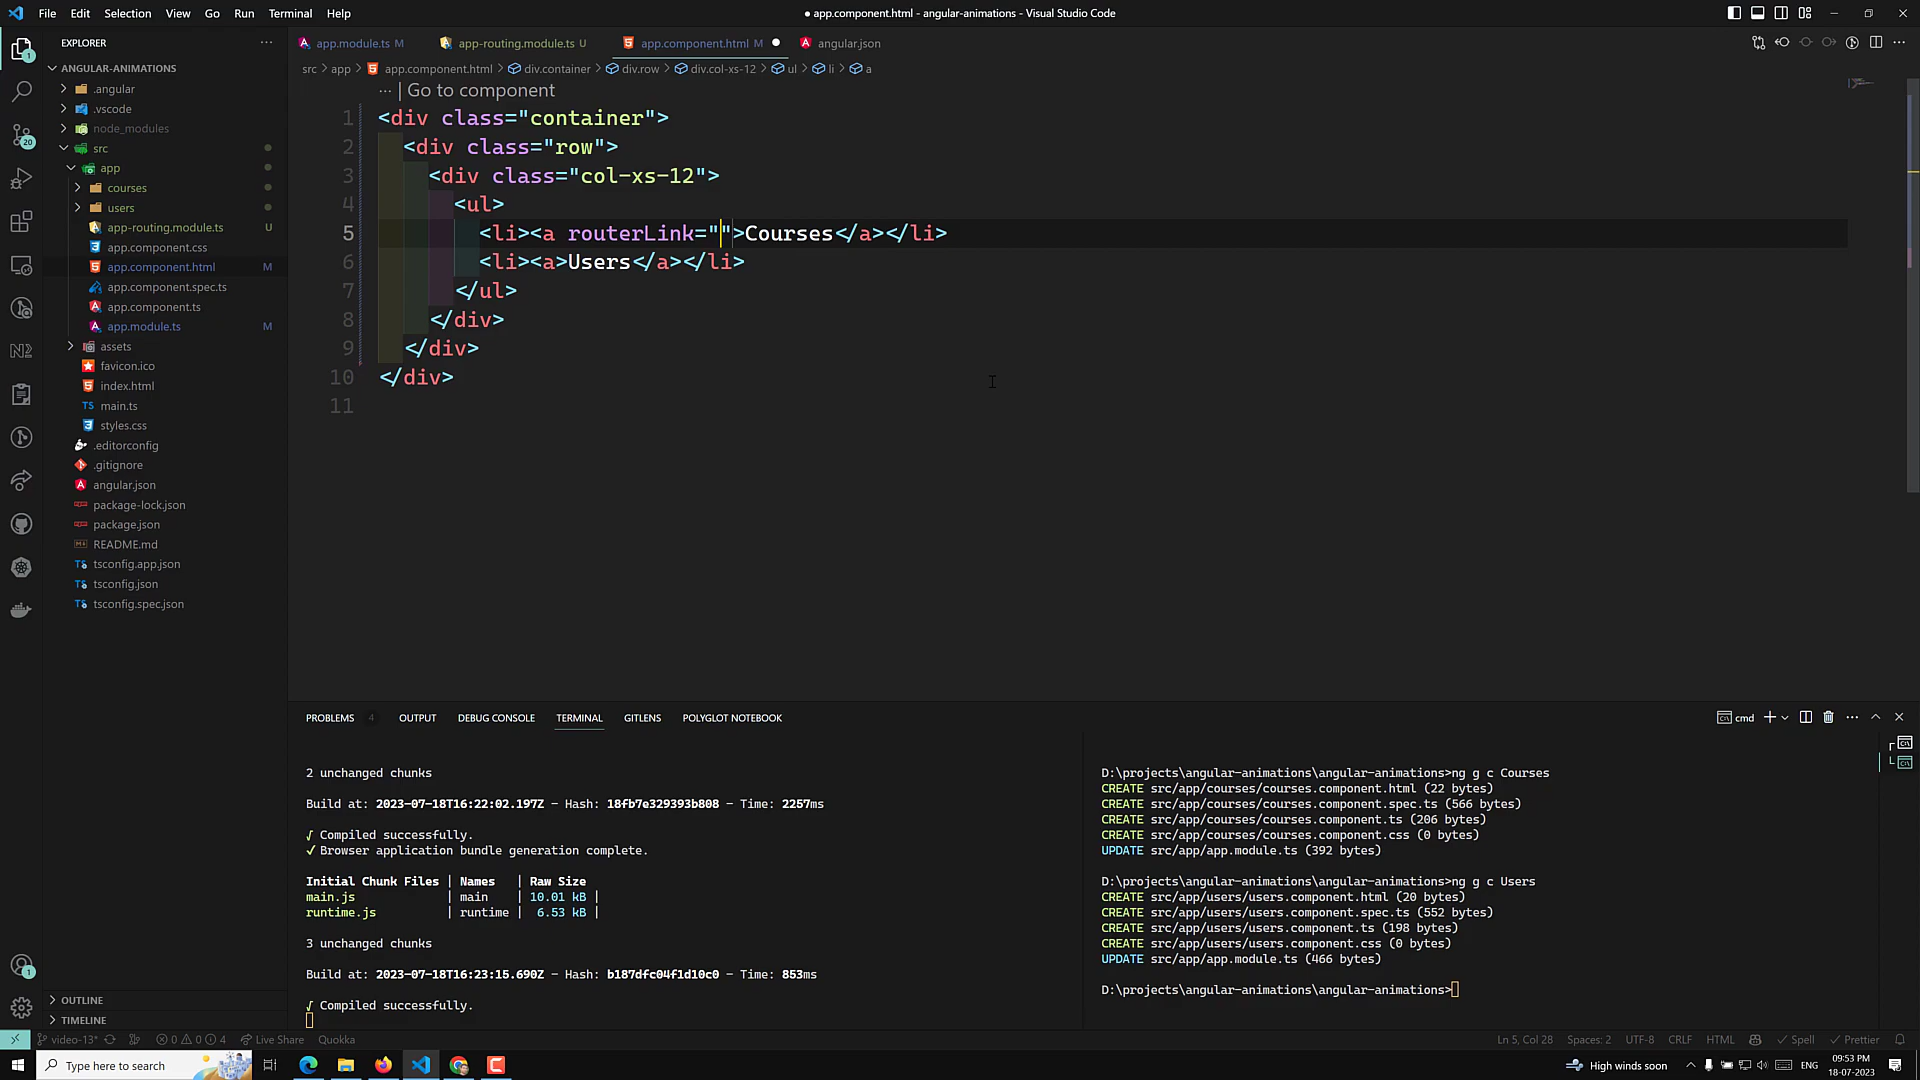 File Edit Selection View Go Run Terminal Help
● app.component.html - angular-animations - Visual Studio Code
EXPLORER
ANGULAR-ANIMATIONS
.angular
.vscode
node_modules
src
app
courses
users
app-routing.module.ts U
app.component.css
app.component.html M
app.component.spec.ts
app.component.ts
app.module.ts M
assets
favicon.ico
index.html
main.ts
styles.css
.editorconfig
.gitignore
angular.json
package-lock.json
package.json
README.md
tsconfig.app.json
tsconfig.json
tsconfig.spec.json
OUTLINE
TIMELINE
app.module.ts M app-routing.module.ts U app.component.html M ● angular.json
src > app > app.component.html > div.container > div.row > div.col-xs-12 > ul > li > a
··· | Go to component
1 <div class="container">
2 <div class="row">
3 <div class="col-xs-12">
4 <ul>
5 <li><a routerLink="">Courses</a></li>
6 <li><a>Users</a></li>
7 </ul>
8 </div>
9 </div>
10 </div>
11
PROBLEMS 4 OUTPUT DEBUG CONSOLE TERMINAL GITLENS POLYGLOT NOTEBOOK
cmd
2 unchanged chunks
Build at: 2023-07-18T16:22:02.197Z - Hash: 18fb7e329393b808 - Time: 2257ms
√ Compiled successfully.
✓ Browser application bundle generation complete.
Initial Chunk Files | Names | Raw Size
main.js | main | 10.01 kB |
runtime.js | runtime | 6.53 kB |
3 unchanged chunks
Build at: 2023-07-18T16:23:15.690Z - Hash: b187dfc04f1d10c0 - Time: 853ms
√ Compiled successfully.
D:\projects\angular-animations\angular-animations>ng g c Courses
CREATE src/app/courses/courses.component.html (22 bytes)
CREATE src/app/courses/courses.component.spec.ts (566 bytes)
CREATE src/app/courses/courses.component.ts (206 bytes)
CREATE src/app/courses/courses.component.css (0 bytes)
UPDATE src/app/app.module.ts (392 bytes)
D:\projects\angular-animations\angular-animations>ng g c Users
CREATE src/app/users/users.component.html (20 bytes)
CREATE src/app/users/users.component.spec.ts (552 bytes)
CREATE src/app/users/users.component.ts (198 bytes)
CREATE src/app/users/users.component.css (0 bytes)
UPDATE src/app/app.module.ts (466 bytes)
D:\projects\angular-animations\angular-animations>
video-13* 0 0 4 Live Share Quokka
Ln 5, Col 28 Spaces: 2 UTF-8 CRLF HTML Spell Prettier
Type here to search
High winds soon
ENG
09:53 PM
18-07-2023
1
20
N2
1